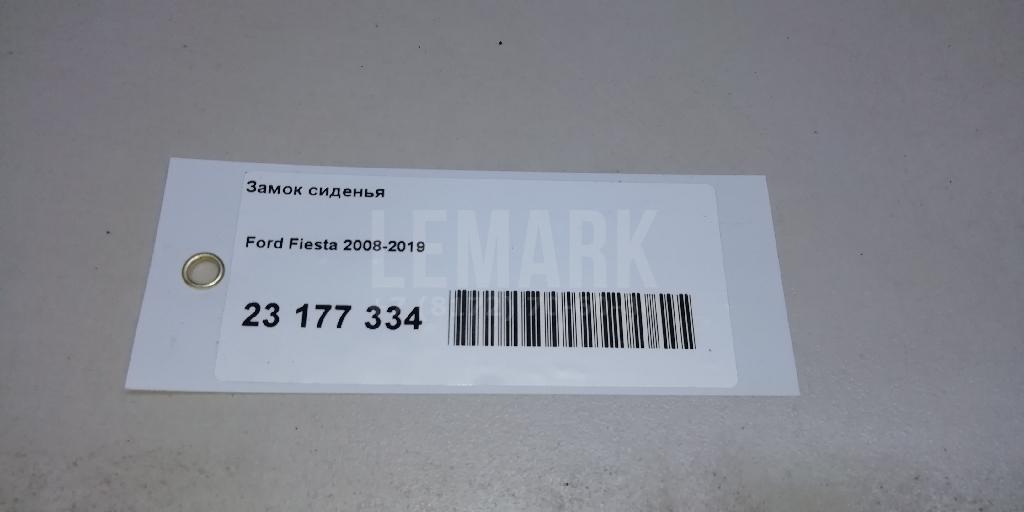 Замок сиденья
Ford Fiesta 2008-2019
LEMARK
23 177 334